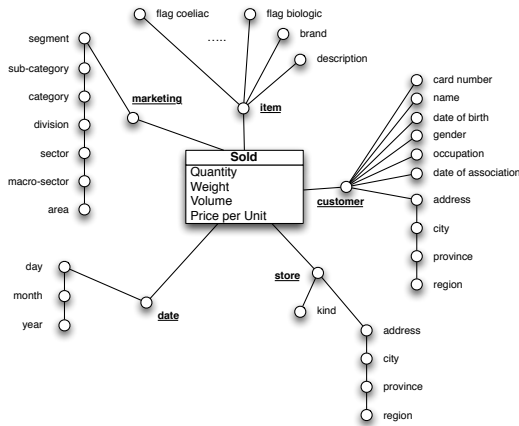 flag coeliac
flag biologic
.....
brand
description
item
segment
sub-category
category
division
sector
macro-sector
area
marketing
Sold
Quantity
Weight
Volume
Price per Unit
card number
name
date of birth
gender
occupation
date of association
customer
address
city
province
region
day
month
year
date
store
kind
address
city
province
region